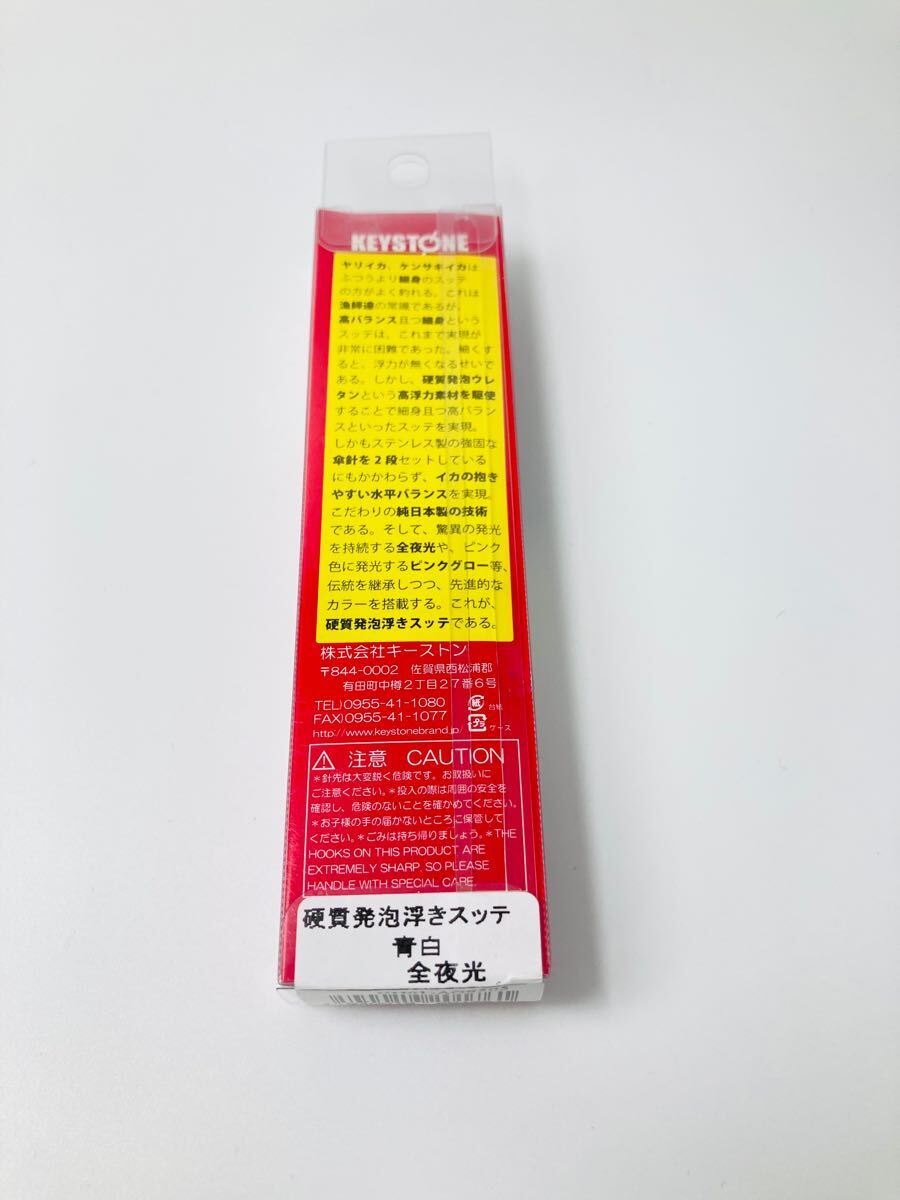 KEYSTONE
ヤリイカ、ケンサキイカは
ふつうより細身のスッテ
の方がよく釣れる。これは
漁師達の常識であるが、
高バランス且つ細身という
スッテは、これまで実現が
非常に困難であった。細くす
ると、浮力が無くなるせいで
ある。しかし、硬質発泡ウレ
タンという高浮力素材を駆使
することで細身且つ高バラン
スといったスッテを実現。
しかもステンレス製の強固な
傘針を2段セットしている
にもかかわらず、イカの抱き
やすい水平バランスを実現。
こだわりの純日本製の技術
である。そして、驚異の発光
を持続する全夜光や、ピンク
色に発光するピンクグロー等、
伝統を継承しつつ、先進的な
カラーを搭載する。これが、
硬質発泡浮きスッテである。
株式会社キーストン
〒844-0002 佐賀県西松浦郡
有田町中樽2丁目27番6号
TEL)0955-41-1080
FAX)0955-41-1077
紙 台紙
http://www.keystonebrand.jp/
プラ ケース
注意 CAUTION
*針先は大変鋭く危険です。お取扱いに
ご注意ください。*投入の際は周囲の安全を
確認し、危険のないことを確かめてください。
*お子様の手の届かないところに保管して
ください。*ごみは持ち帰りましょう。*THE
HOOKS ON THIS PRODUCT ARE
EXTREMELY SHARP, SO PLEASE
HANDLE WITH SPECIAL CARE.
硬質発泡浮きスッテ
青白
全夜光